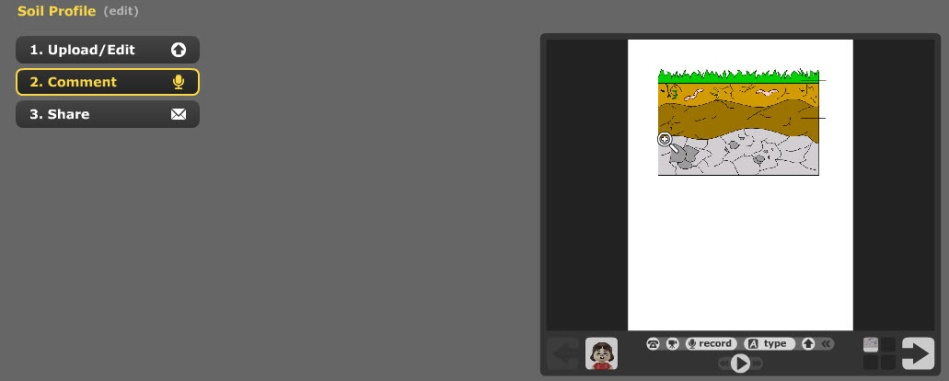 Soil Profile (edit)
1. Upload/Edit
2. Comment
3. Share
record
A type